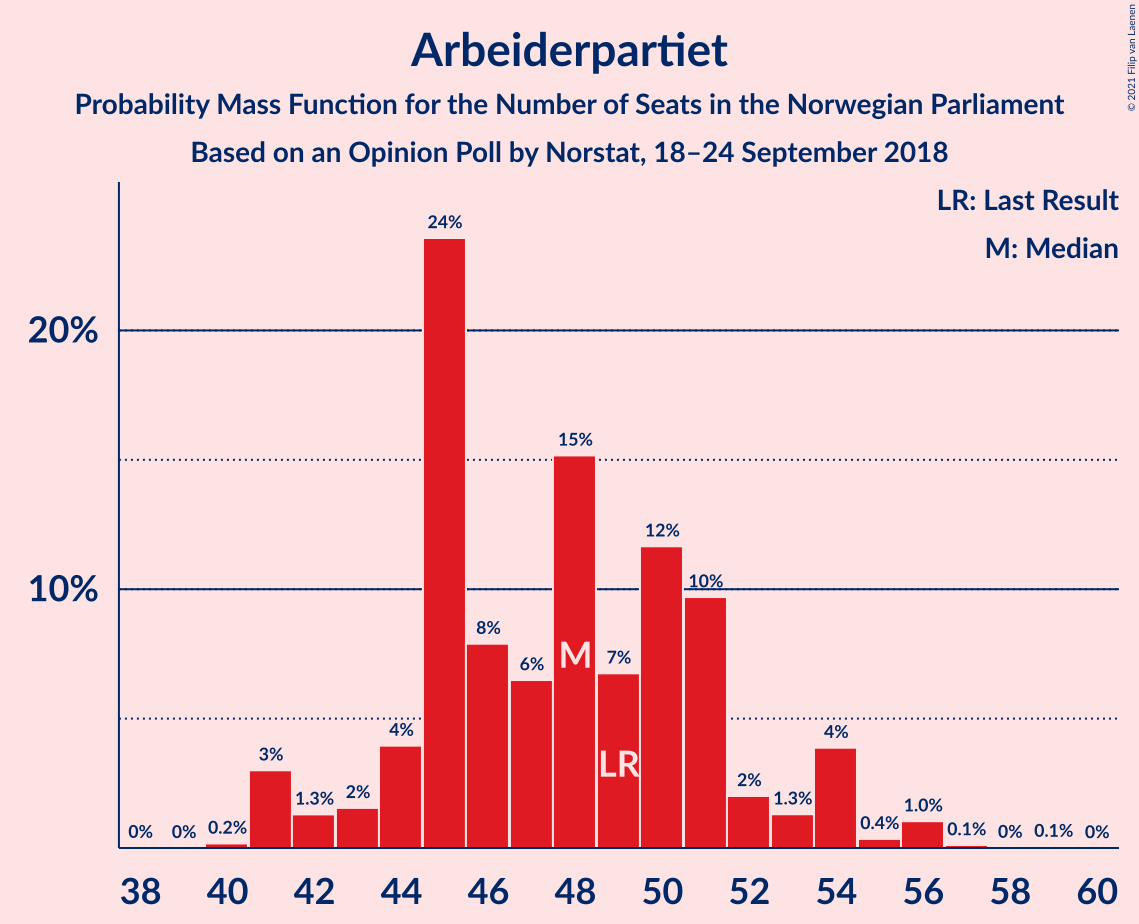 Arbeiderpartiet
Probability Mass Function for the Number of Seats in the Norwegian Parliament
Based on an Opinion Poll by Norstat, 18–24 September 2018
© 2021 Filip van Laenen
LR: Last Result
M: Median
20%
10%
0%
0%
0.2%
3%
1.3%
2%
4%
24%
8%
6%
15%
7%
12%
10%
2%
1.3%
4%
0.4%
1.0%
0.1%
0%
0.1%
0%
M
LR
38 40 42 44 46 48 50 52 54 56 58 60